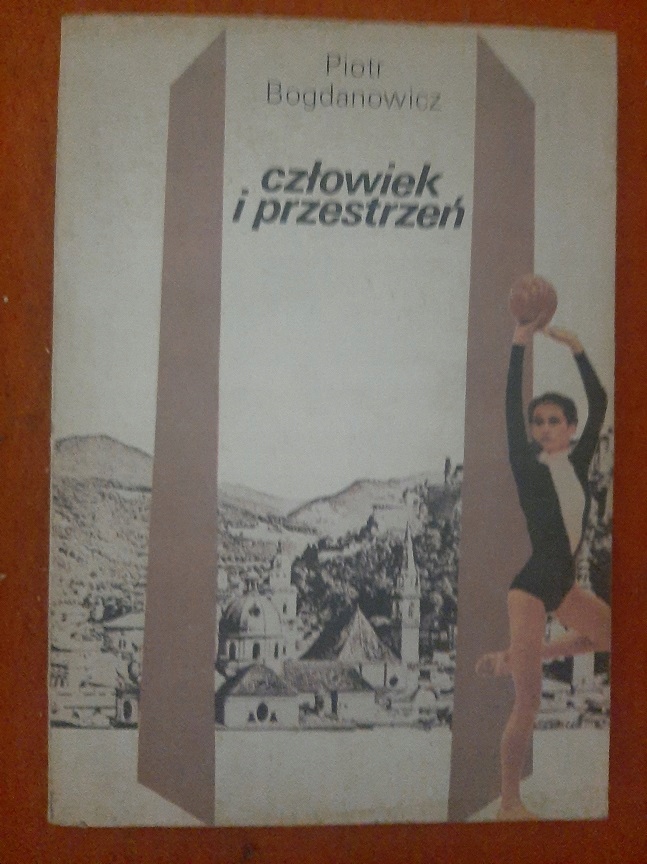 Piotr
Bogdanowicz
człowiek
i przestrzeń